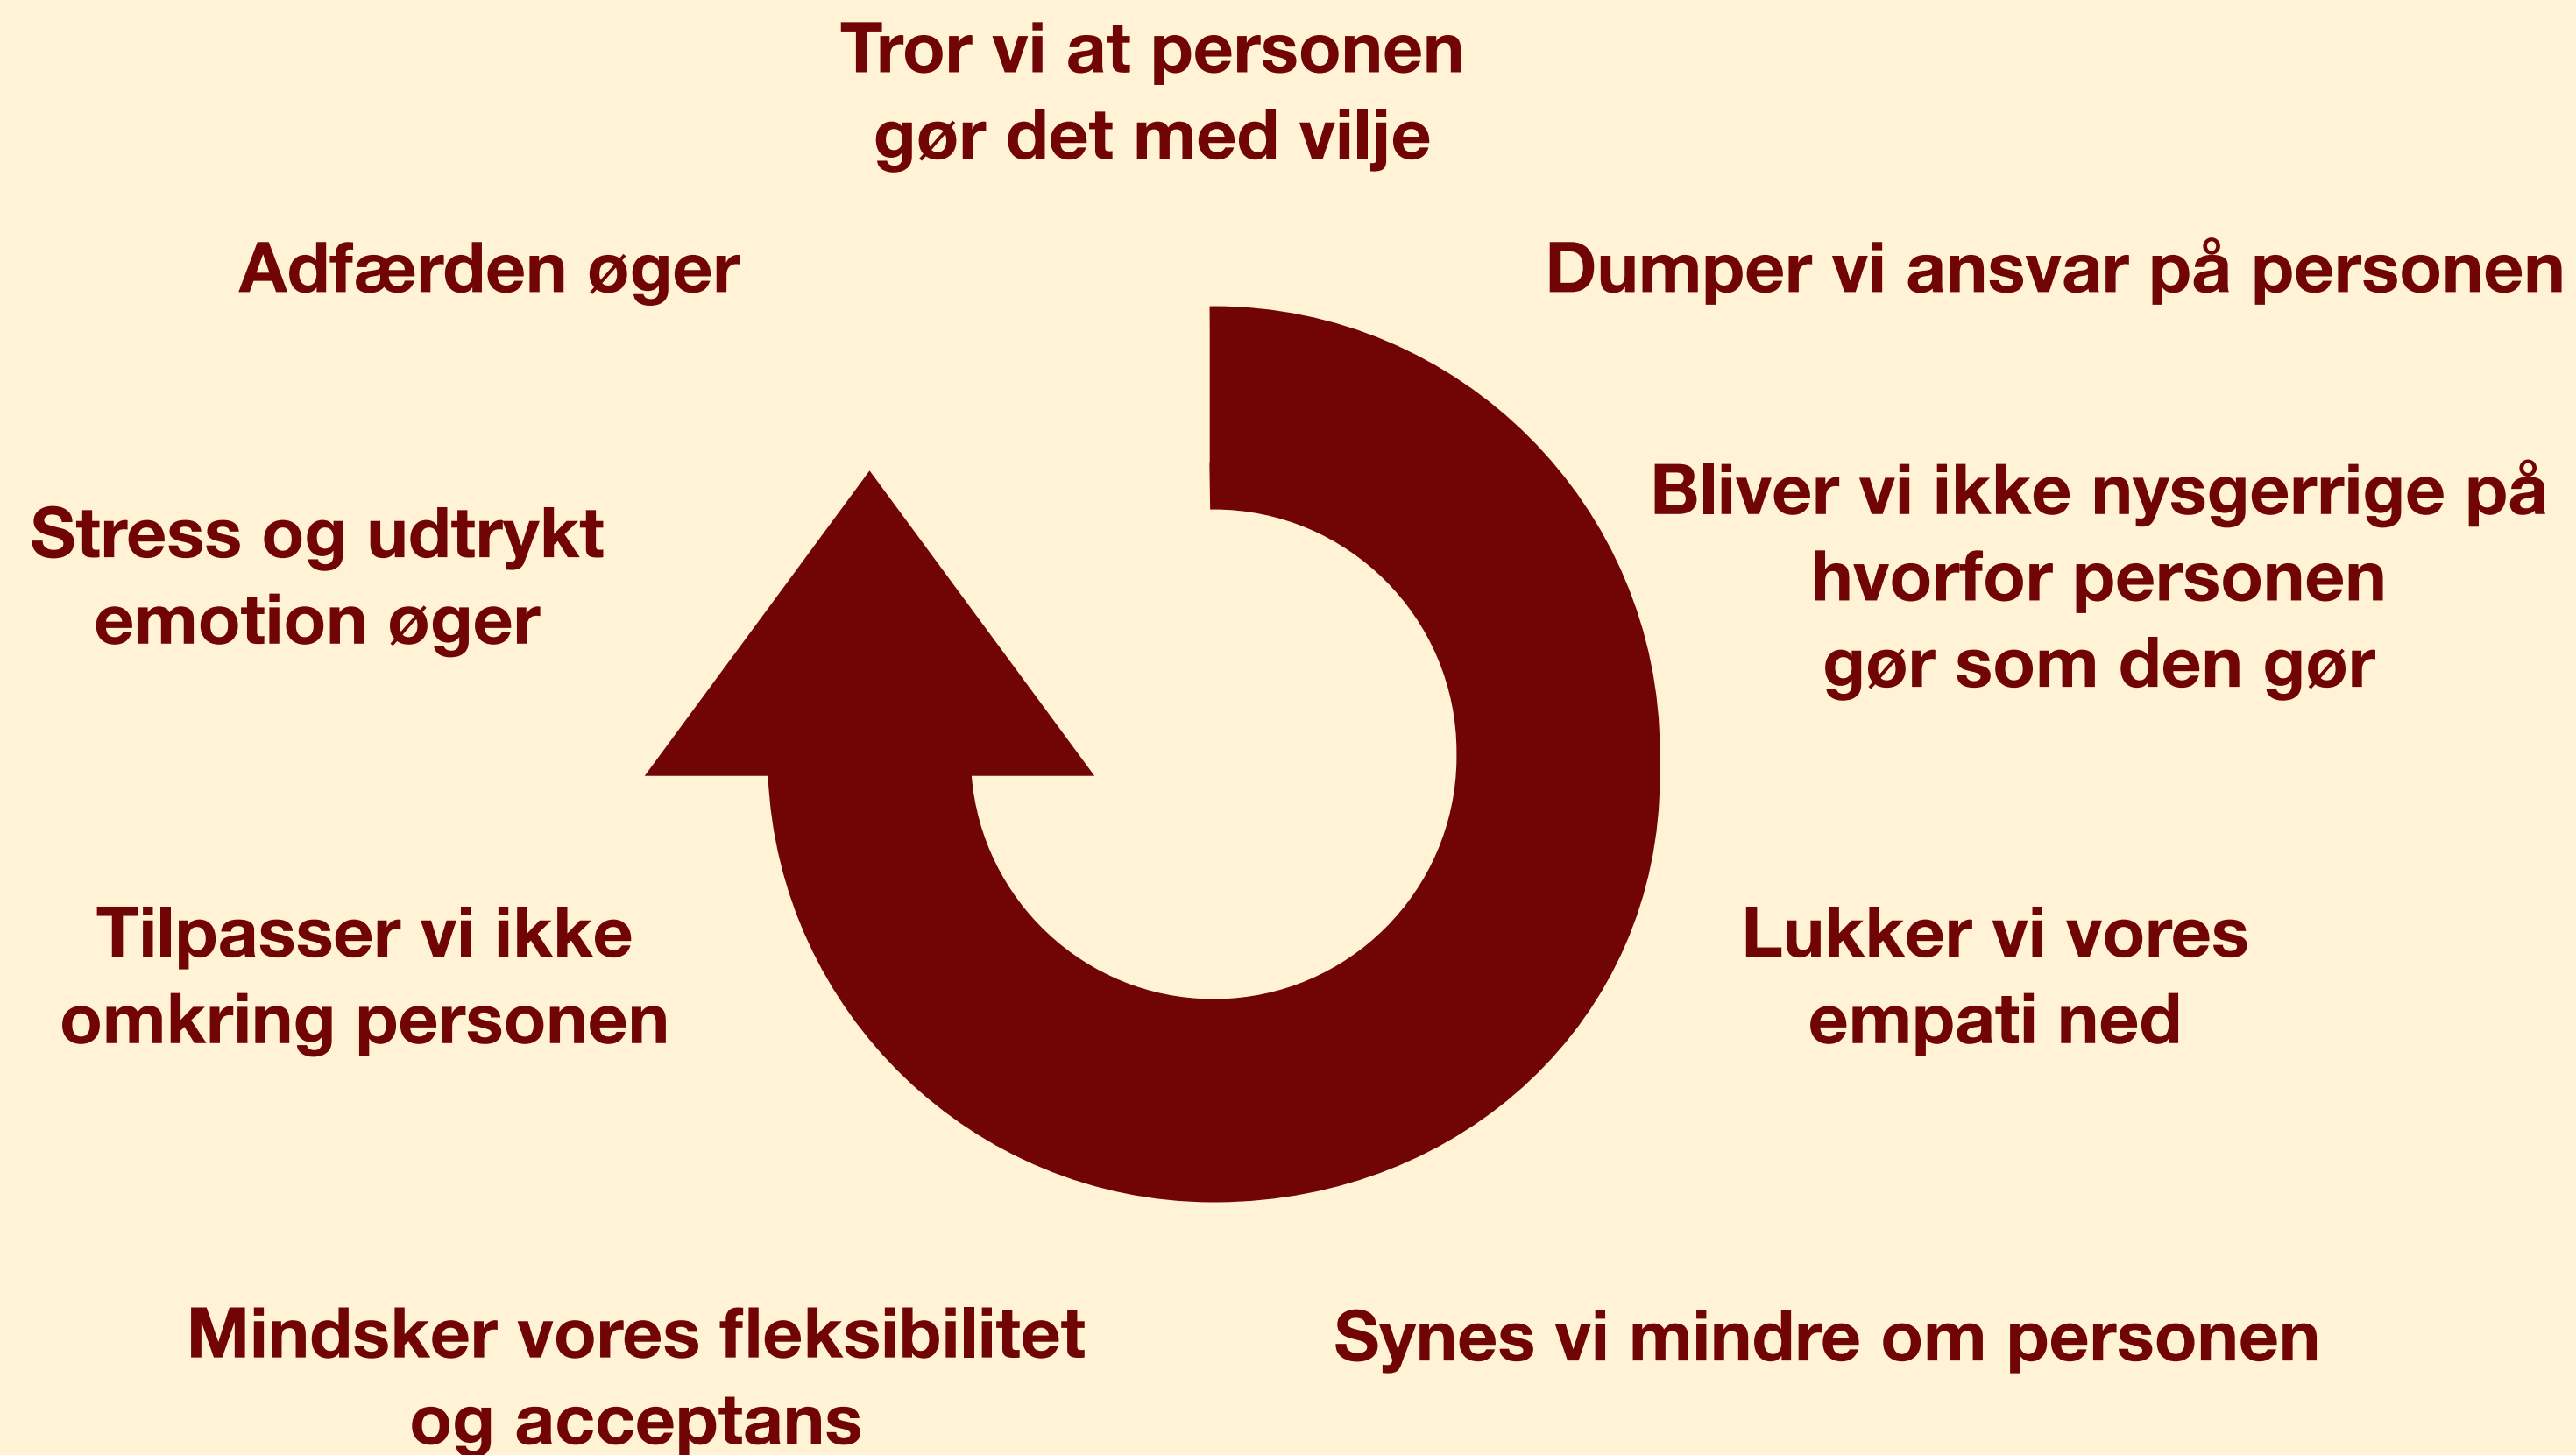 Tror vi at personen
gør det med vilje
Dumper vi ansvar på personen
Bliver vi ikke nysgerrige på
hvorfor personen
gør som den gør
Lukker vi vores
empati ned
Synes vi mindre om personen
Mindsker vores fleksibilitet
og acceptans
Tilpasser vi ikke
omkring personen
Stress og udtrykt
emotion øger
Adfærden øger